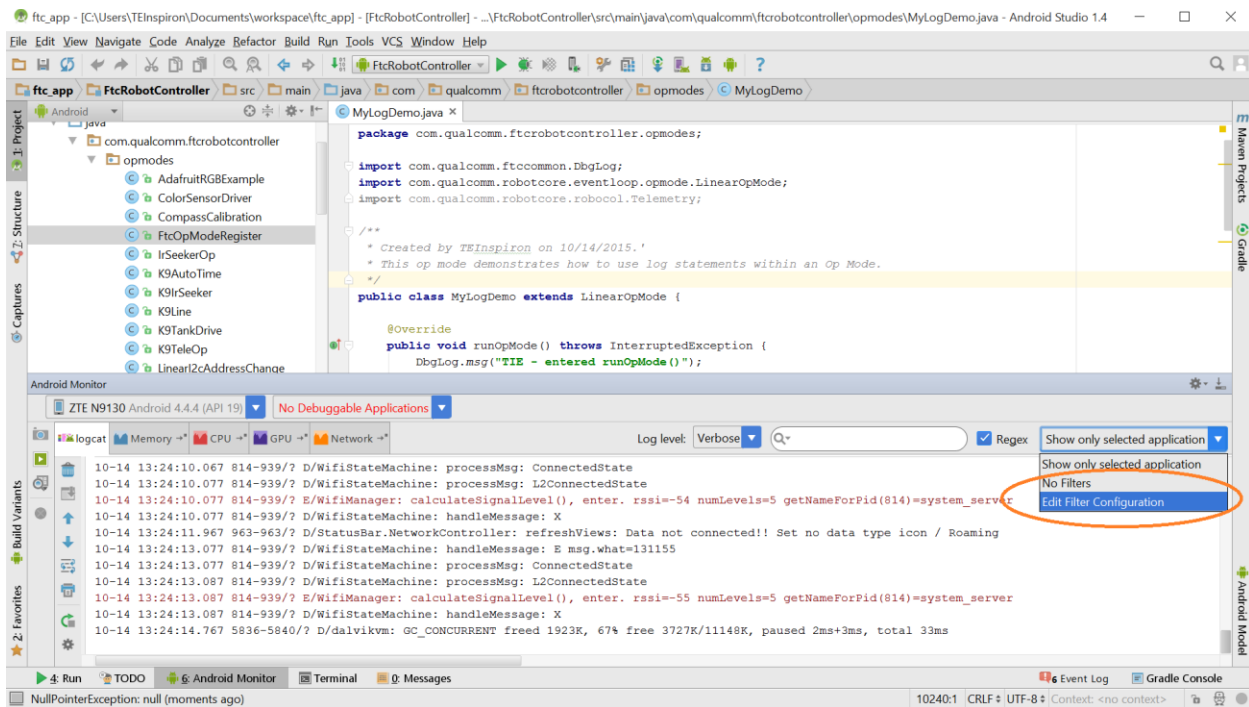 ftc_app - [C:\Users\TEInspiron\Documents\workspace\ftc_app] - [FtcRobotController] - ...\FtcRobotController\src\main\java\com\qualcomm\ftcrobotcontroller\opmodes\MyLogDemo.java - Android Studio 1.4
File Edit View Navigate Code Analyze Refactor Build Run Tools VCS Window Help
FtcRobotController
ftc_app FtcRobotController src main java com qualcomm ftcrobotcontroller opmodes MyLogDemo
Android
MyLogDemo.java
1: Project
Z: Structure
Captures
Build Variants
2: Favorites
java
com.qualcomm.ftcrobotcontroller
opmodes
AdafruitRGBExample
ColorSensorDriver
CompassCalibration
FtcOpModeRegister
IrSeekerOp
K9AutoTime
K9IrSeeker
K9Line
K9TankDrive
K9TeleOp
LinearI2cAddressChange
package com.qualcomm.ftcrobotcontroller.opmodes;
import com.qualcomm.ftccommon.DbgLog;
import com.qualcomm.robotcore.eventloop.opmode.LinearOpMode;
import com.qualcomm.robotcore.robocol.Telemetry;
/**
* Created by TEInspiron on 10/14/2015.'
* This op mode demonstrates how to use log statements within an Op Mode.
*/
public class MyLogDemo extends LinearOpMode {
@Override
public void runOpMode() throws InterruptedException {
DbgLog.msg("TIE - entered runOpMode()");
Maven Projects
Gradle
Android Model
Android Monitor
ZTE N9130 Android 4.4.4 (API 19) No Debuggable Applications
logcat Memory CPU GPU Network Log level: Verbose Regex Show only selected application
Show only selected application
No Filters
Edit Filter Configuration
10-14 13:24:10.067 814-939/? D/WifiStateMachine: processMsg: ConnectedState
10-14 13:24:10.077 814-939/? D/WifiStateMachine: processMsg: L2ConnectedState
10-14 13:24:10.077 814-939/? E/WifiManager: calculateSignalLevel(), enter. rssi=-54 numLevels=5 getNameForPid(814)=system_server
10-14 13:24:10.077 814-939/? D/WifiStateMachine: handleMessage: X
10-14 13:24:11.967 963-963/? D/StatusBar.NetworkController: refreshViews: Data not connected!! Set no data type icon / Roaming
10-14 13:24:13.077 814-939/? D/WifiStateMachine: handleMessage: E msg.what=131155
10-14 13:24:13.077 814-939/? D/WifiStateMachine: processMsg: ConnectedState
10-14 13:24:13.087 814-939/? D/WifiStateMachine: processMsg: L2ConnectedState
10-14 13:24:13.087 814-939/? E/WifiManager: calculateSignalLevel(), enter. rssi=-55 numLevels=5 getNameForPid(814)=system_server
10-14 13:24:13.087 814-939/? D/WifiStateMachine: handleMessage: X
10-14 13:24:14.767 5836-5840/? D/dalvikvm: GC_CONCURRENT freed 1923K, 67% free 3727K/11148K, paused 2ms+3ms, total 33ms
4: Run TODO 6: Android Monitor Terminal 0: Messages 6 Event Log Gradle Console
NullPointerException: null (moments ago) 10240:1 CRLF UTF-8 Context: <no context>